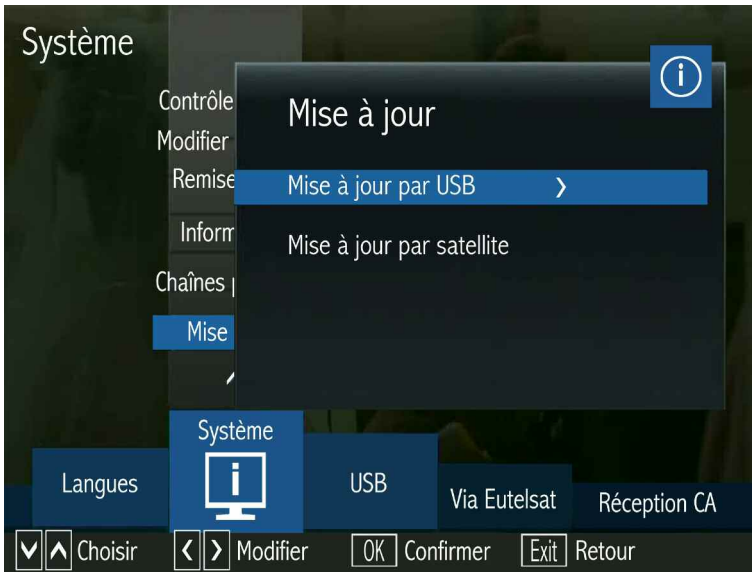 Système
Contrôle
Modifier
Remise
Inform
Chaînes
Mise
Mise à jour
Mise à jour par USB
Mise à jour par satellite
Langues
Système
USB
Via Eutelsat
Réception CA
Choisir
Modifier
OK Confirmer
Exit Retour